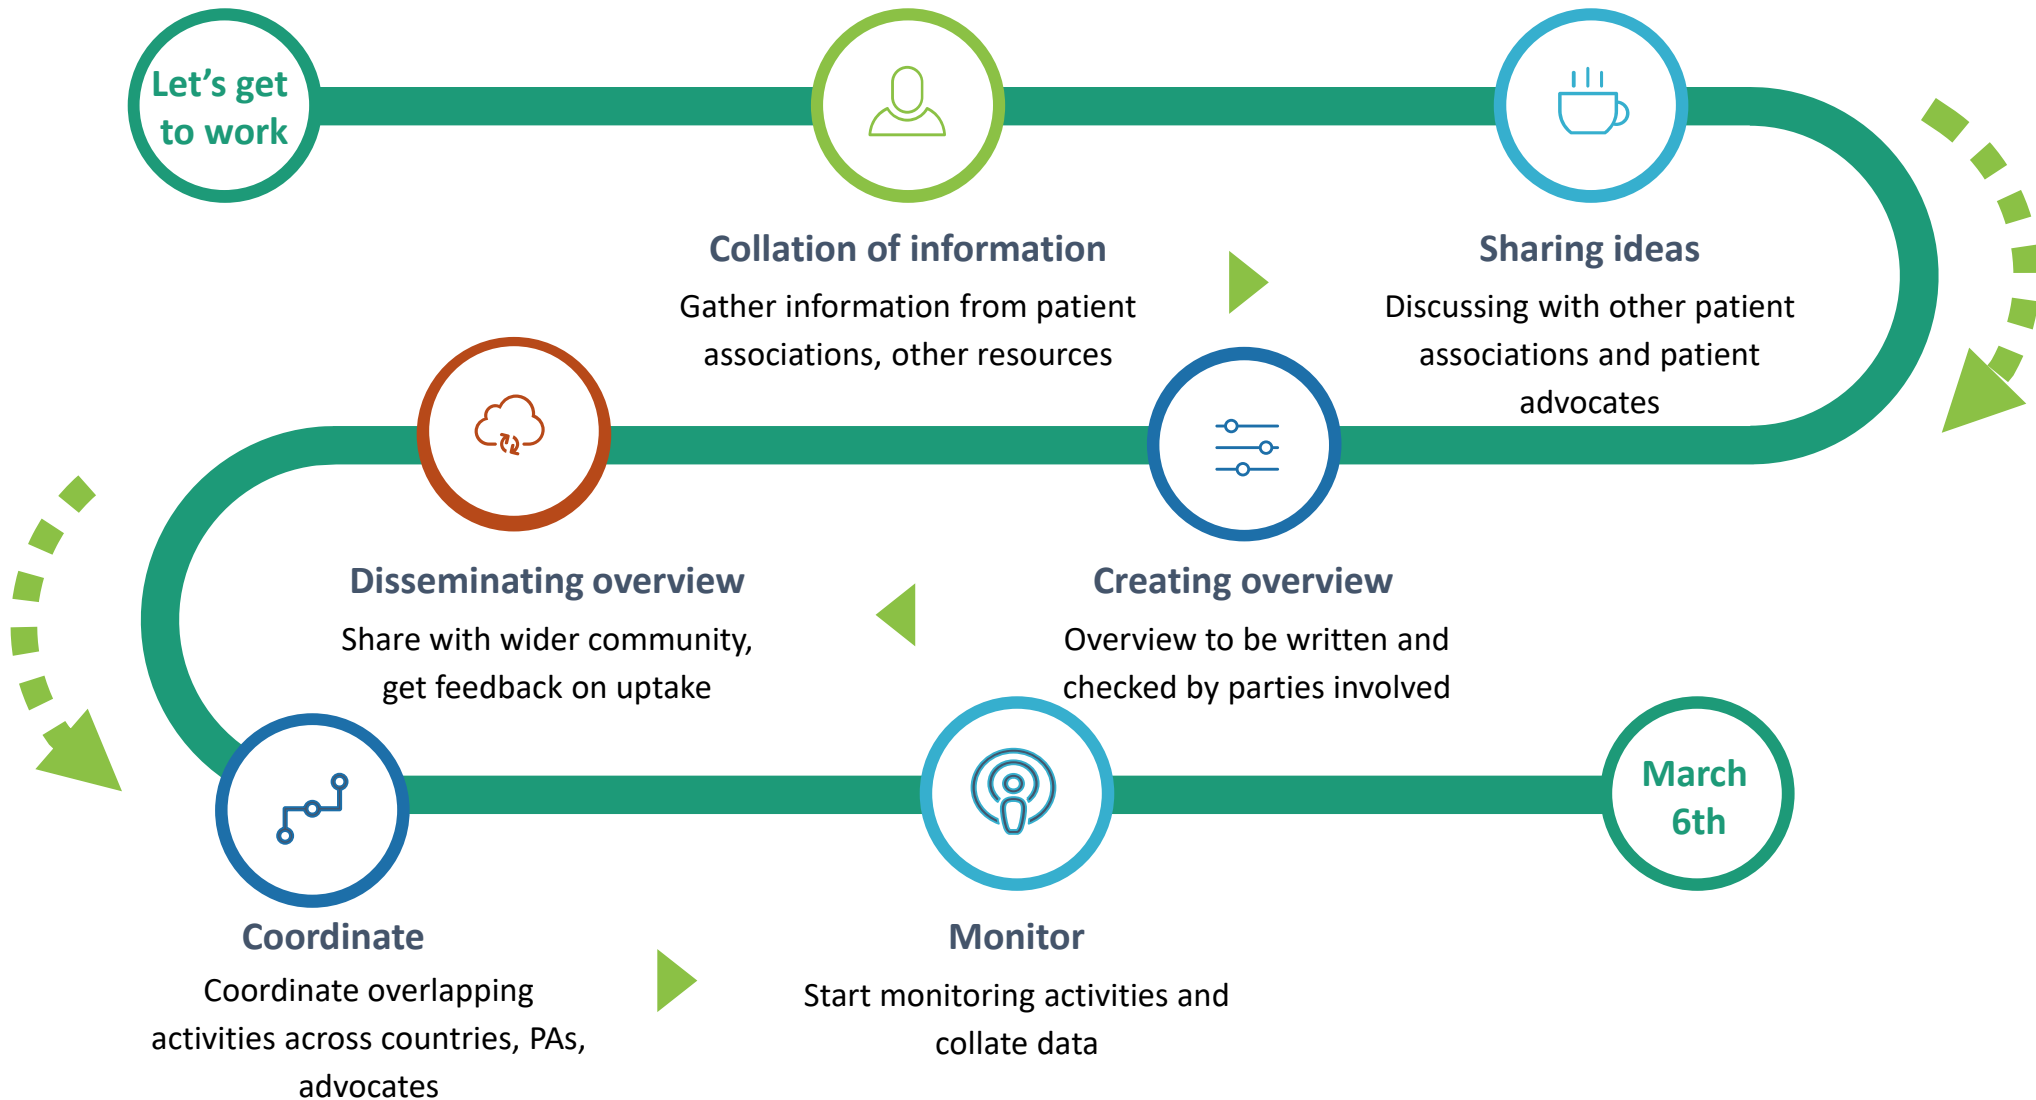 Let’s get
to work
Collation of information
Gather information from patient
associations, other resources
Sharing ideas
Discussing with other patient
associations and patient
advocates
Creating overview
Overview to be written and
checked by parties involved
Disseminating overview
Share with wider community,
get feedback on uptake
Coordinate
Coordinate overlapping
activities across countries, PAs,
advocates
Monitor
Start monitoring activities and
collate data
March
6th